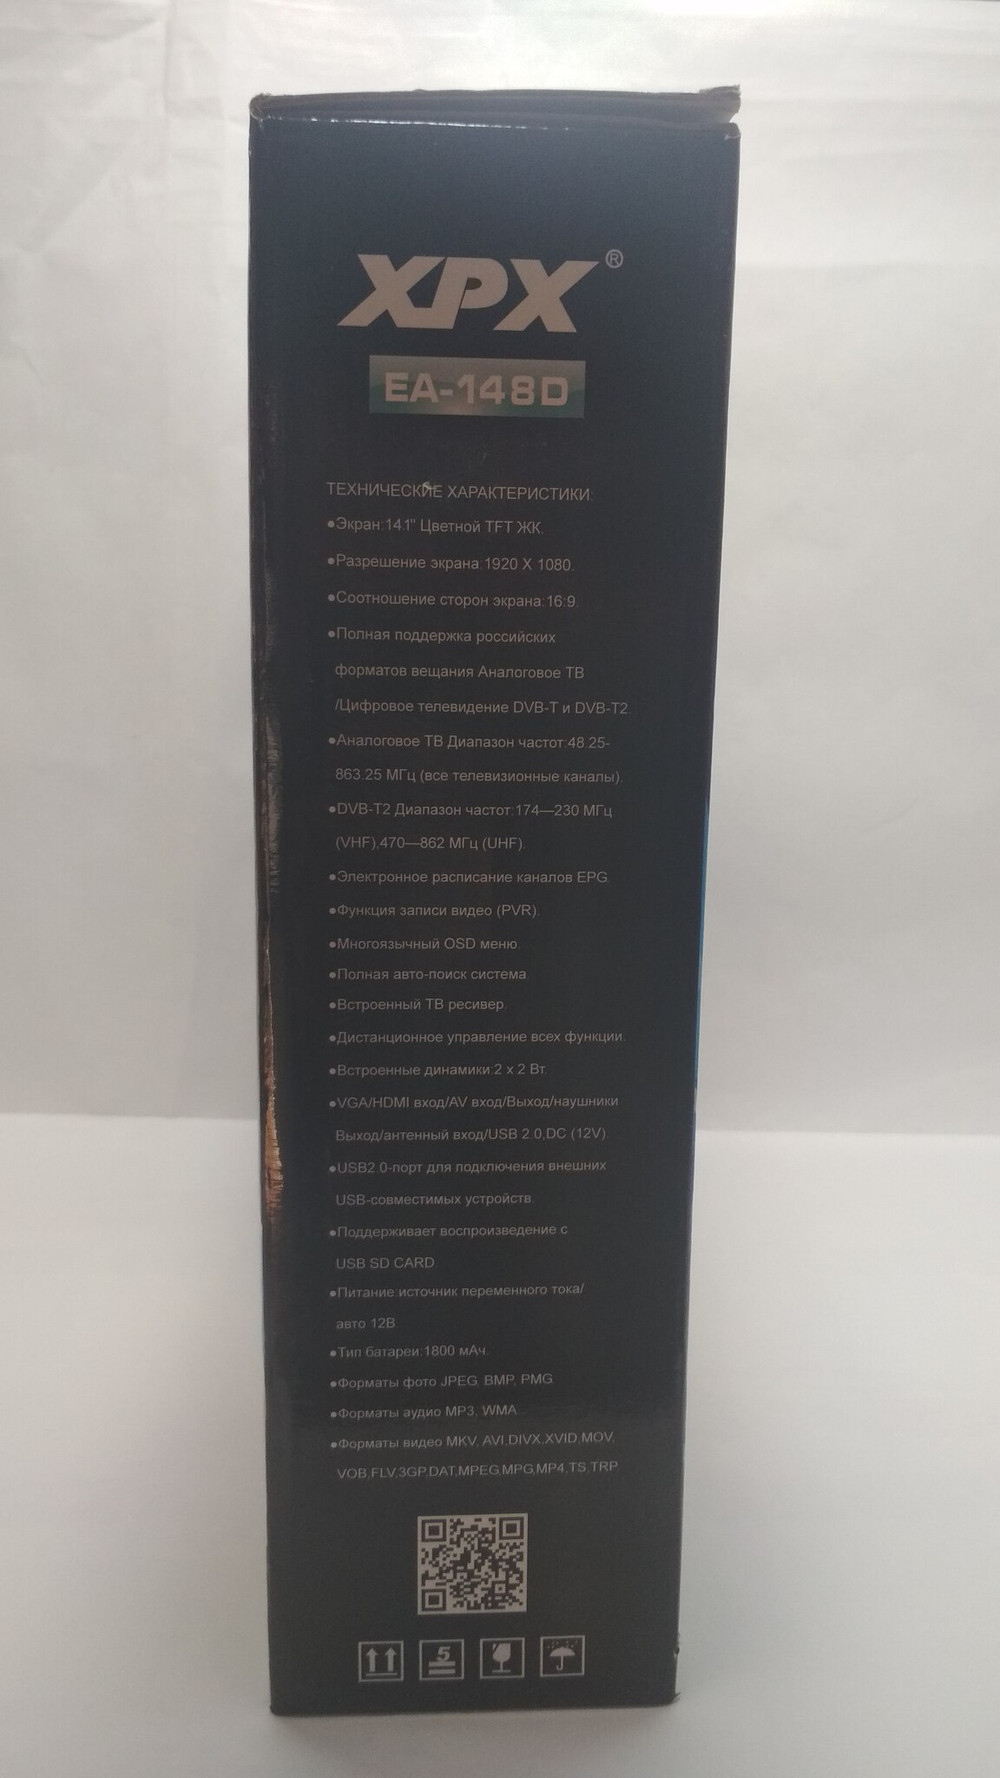 XPX®
EA-148D
ТЕХНИЧЕСКИЕ ХАРАКТЕРИСТИКИ:
●Экран:14.1" Цветной TFT ЖК.
●Разрешение экрана:1920 X 1080.
●Соотношение сторон экрана:16:9.
●Полная поддержка российских
форматов вещания Аналоговое ТВ
/Цифровое телевидение DVB-T и DVB-T2.
●Аналоговое ТВ Диапазон частот:48.25-
863.25 МГц (все телевизионные каналы).
●DVB-T2 Диапазон частот:174—230 МГц
(VHF),470—862 МГц (UHF).
●Электронное расписание каналов EPG.
●Функция записи видео (PVR).
●Многоязычный OSD меню.
●Полная авто-поиск система.
●Встроенный ТВ ресивер.
●Дистанционное управление всех функции.
●Встроенные динамики:2 x 2 Вт.
●VGA/HDMI вход/AV вход/Выход/наушники
Выход/антенный вход/USB 2.0,DC (12V).
●USB2.0-порт для подключения внешних
USB-совместимых устройств.
●Поддерживает воспроизведение с
USB SD CARD.
●Питание:источник переменного тока/
авто 12В.
●Тип батареи:1800 мАч.
●Форматы фото JPEG, BMP, PMG.
●Форматы аудио MP3, WMA.
●Форматы видео MKV, AVI,DIVX,XVID,MOV,
VOB,FLV,3GP,DAT,MPEG,MPG,MP4,TS,TRP.
5